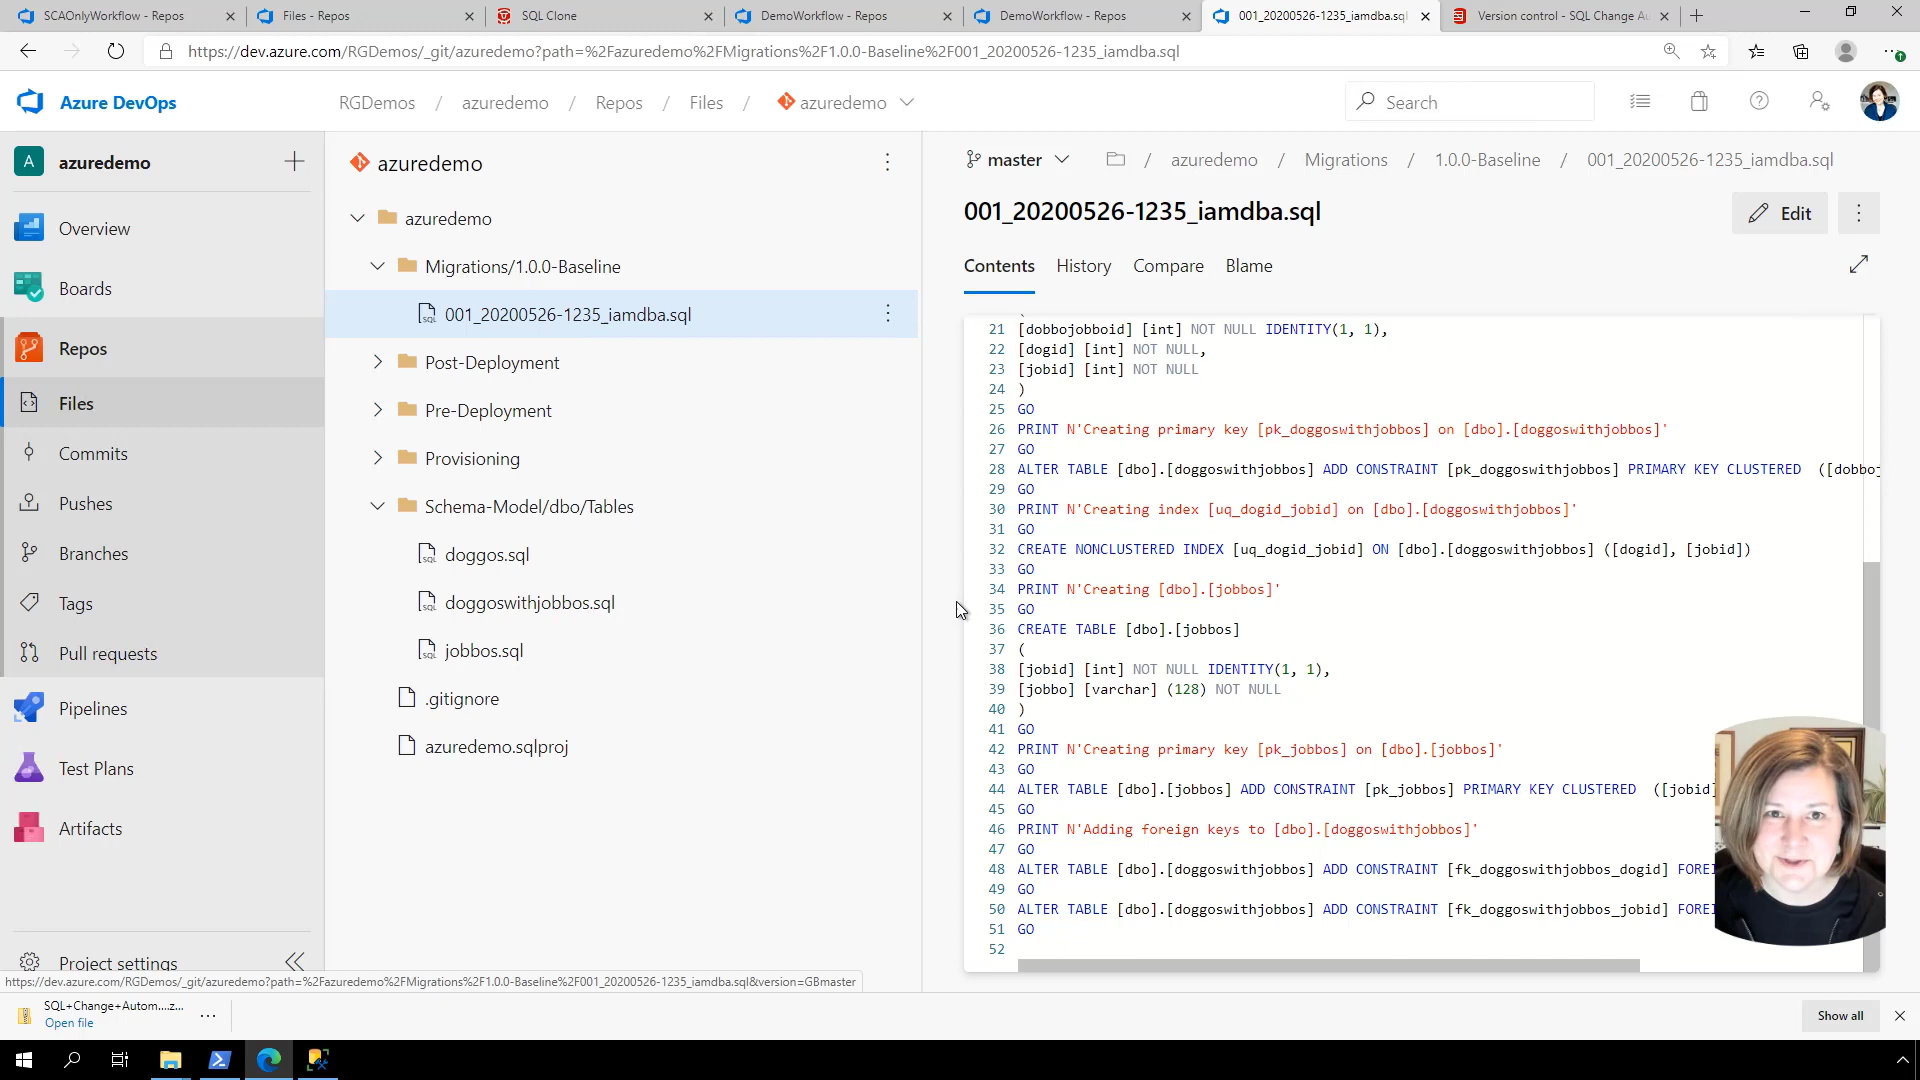 SCAOnlyWorkflow - Repos
Files - Repos
SQL Clone
DemoWorkflow - Repos
DemoWorkflow - Repos
001_20200526-1235_iamdba.sql
Version control - SQL Change Au
https://dev.azure.com/RGDemos/_git/azuredemo?path=%2Fazuredemo%2FMigrations%2F1.0.0-Baseline%2F001_20200526-1235_iamdba.sql
Azure DevOps
RGDemos / azuredemo / Repos / Files / azuredemo
Search
A azuredemo
Overview
Boards
Repos
Files
Commits
Pushes
Branches
Tags
Pull requests
Pipelines
Test Plans
Artifacts
Project settings
azuredemo
azuredemo
Migrations/1.0.0-Baseline
001_20200526-1235_iamdba.sql
Post-Deployment
Pre-Deployment
Provisioning
Schema-Model/dbo/Tables
doggos.sql
doggoswithjobbos.sql
jobbos.sql
.gitignore
azuredemo.sqlproj
master / azuredemo / Migrations / 1.0.0-Baseline / 001_20200526-1235_iamdba.sql
001_20200526-1235_iamdba.sql
Edit
Contents History Compare Blame
21 [dobbojobboid] [int] NOT NULL IDENTITY(1, 1),
22 [dogid] [int] NOT NULL,
23 [jobid] [int] NOT NULL
24 )
25 GO
26 PRINT N'Creating primary key [pk_doggoswithjobbos] on [dbo].[doggoswithjobbos]'
27 GO
28 ALTER TABLE [dbo].[doggoswithjobbos] ADD CONSTRAINT [pk_doggoswithjobbos] PRIMARY KEY CLUSTERED ([dobbo
29 GO
30 PRINT N'Creating index [uq_dogid_jobid] on [dbo].[doggoswithjobbos]'
31 GO
32 CREATE NONCLUSTERED INDEX [uq_dogid_jobid] ON [dbo].[doggoswithjobbos] ([dogid], [jobid])
33 GO
34 PRINT N'Creating [dbo].[jobbos]'
35 GO
36 CREATE TABLE [dbo].[jobbos]
37 (
38 [jobid] [int] NOT NULL IDENTITY(1, 1),
39 [jobbo] [varchar] (128) NOT NULL
40 )
41 GO
42 PRINT N'Creating primary key [pk_jobbos] on [dbo].[jobbos]'
43 GO
44 ALTER TABLE [dbo].[jobbos] ADD CONSTRAINT [pk_jobbos] PRIMARY KEY CLUSTERED ([jobid]
45 GO
46 PRINT N'Adding foreign keys to [dbo].[doggoswithjobbos]'
47 GO
48 ALTER TABLE [dbo].[doggoswithjobbos] ADD CONSTRAINT [fk_doggoswithjobbos_dogid] FOREI
49 GO
50 ALTER TABLE [dbo].[doggoswithjobbos] ADD CONSTRAINT [fk_doggoswithjobbos_jobid] FOREI
51 GO
52
https://dev.azure.com/RGDemos/_git/azuredemo?path=%2Fazuredemo%2FMigrations%2F1.0.0-Baseline%2F001_20200526-1235_iamdba.sql&version=GBmaster
SQL+Change+Autom....z...
Open file
Show all